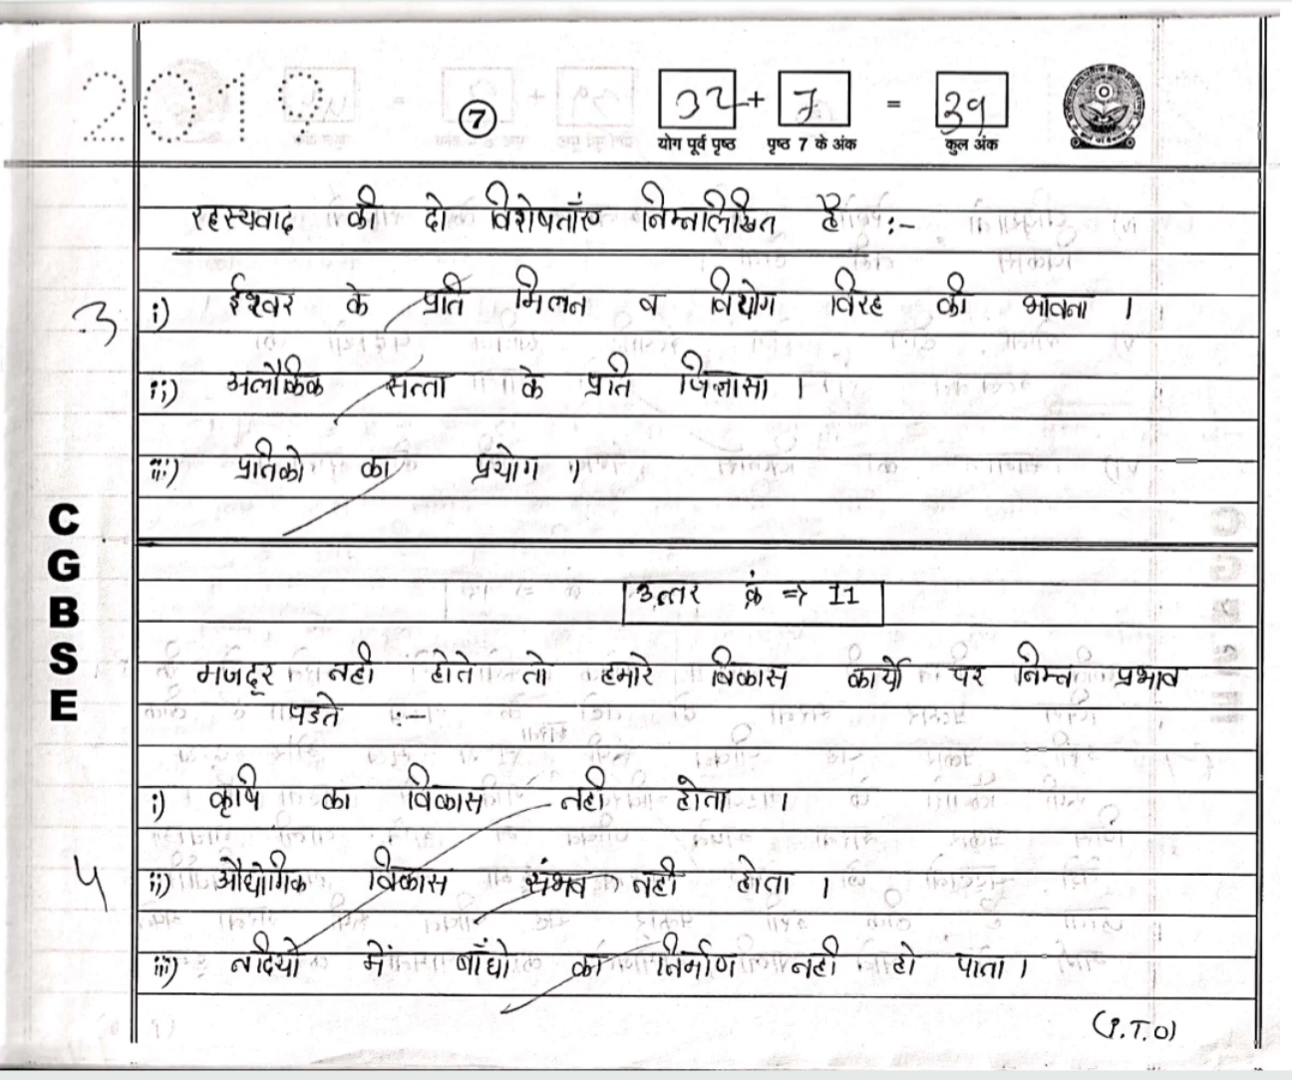 2019
7
32 + 7 = 39
योग पूर्व पृष्ठ पृष्ठ 7 के अंक कुल अंक
रहस्यवाद की दो विशेषताँए निम्नलिखित है :-
3
i) ईश्वर के प्रति मिलन व वियोग विरह की भावना ।
ii) अलौकिक सत्ता के प्रति जिज्ञासा ।
iii) प्रतिको का प्रयोग ।
CGBSE
उत्तर क्रं => 11
मजदूर नही होते तो हमारे विकास कार्यो पर निम्न प्रभाव
पडते :-
i) कृषि का विकास नही होता ।
4
ii) औद्योगिक विकास संभव नही होता ।
iii) नदियो में बाँधो का निर्माण नही हो पाता ।
(P.T.O)